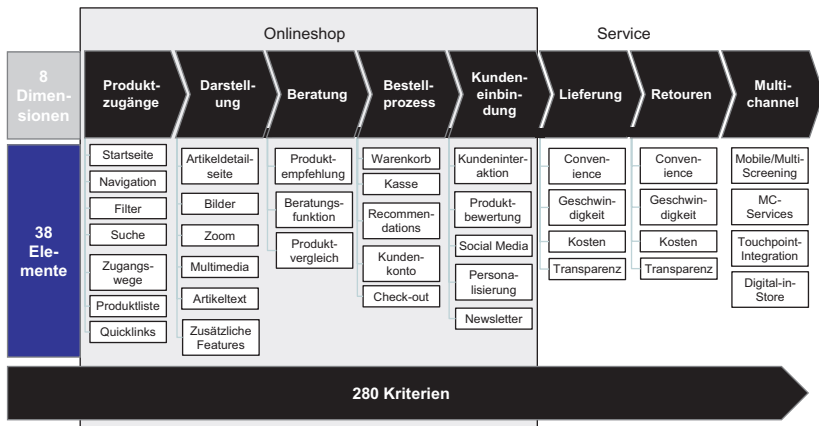 Onlineshop
Service
8
Dimen-
sionen
Produkt-
zugänge
Darstell-
ung
Beratung
Bestell-
prozess
Kunden-
einbin-
dung
Lieferung
Retouren
Multi-
channel
38
Ele-
mente
Startseite
Navigation
Filter
Suche
Zugangs-
wege
Produktliste
Quicklinks
Artikeldetail-
seite
Bilder
Zoom
Multimedia
Artikeltext
Zusätzliche
Features
Produkt-
empfehlung
Beratungs-
funktion
Produkt-
vergleich
Warenkorb
Kasse
Recommen-
dations
Kunden-
konto
Check-out
Kundeninter-
aktion
Produkt-
bewertung
Social Media
Persona-
lisierung
Newsletter
Conven-
ience
Geschwin-
digkeit
Kosten
Transparenz
Conven-
ience
Geschwin-
digkeit
Kosten
Transparenz
Mobile/Multi-
Screening
MC-
Services
Touchpoint-
Integration
Digital-in-
Store
280 Kriterien